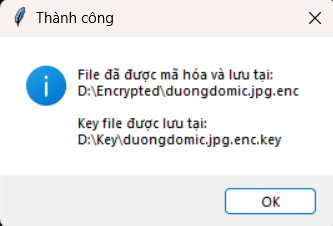 Thành công
File đã được mã hóa và lưu tại:
D:\Encrypted\duongdomic.jpg.enc
Key file được lưu tại:
D:\Key\duongdomic.jpg.enc.key
OK